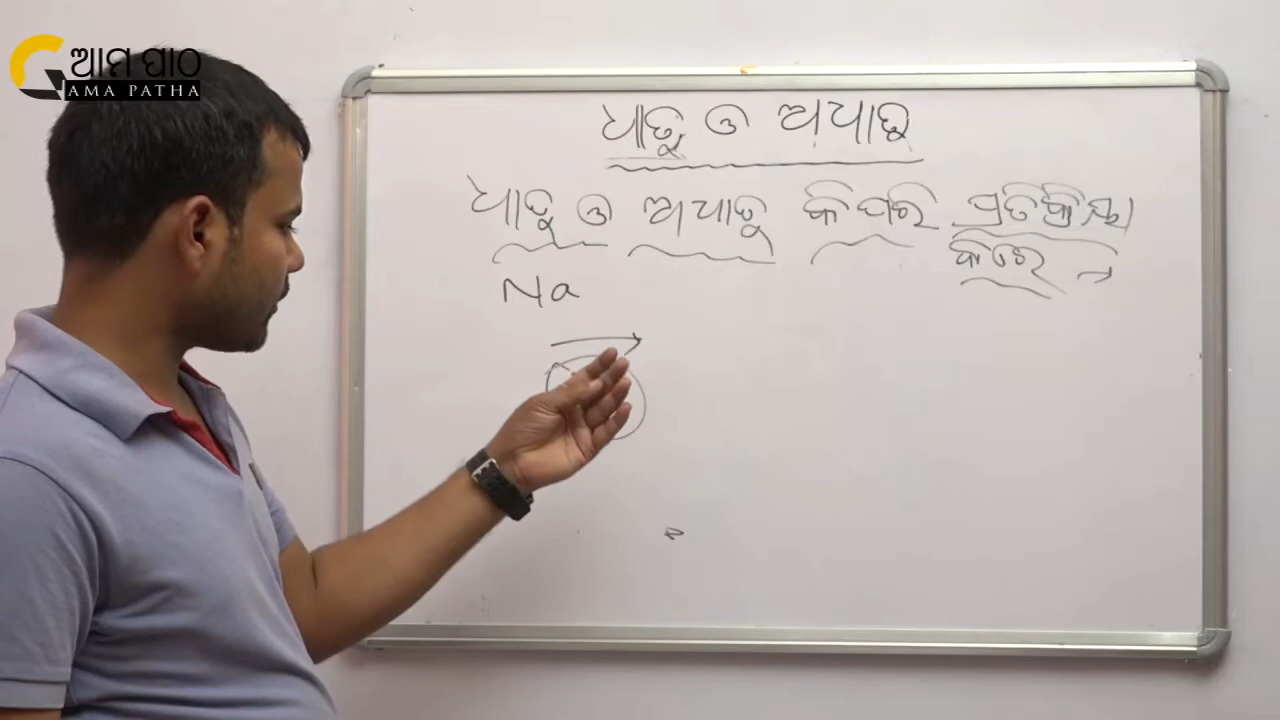 ଆମ ପାଠ
AMA PATHA
ଧାତୁ ଓ ଅଧାତୁ
ଧାତୁ ଓ ଅଧାତୁ କିପରି ପ୍ରତିକ୍ରିୟା
କରେ →
Na